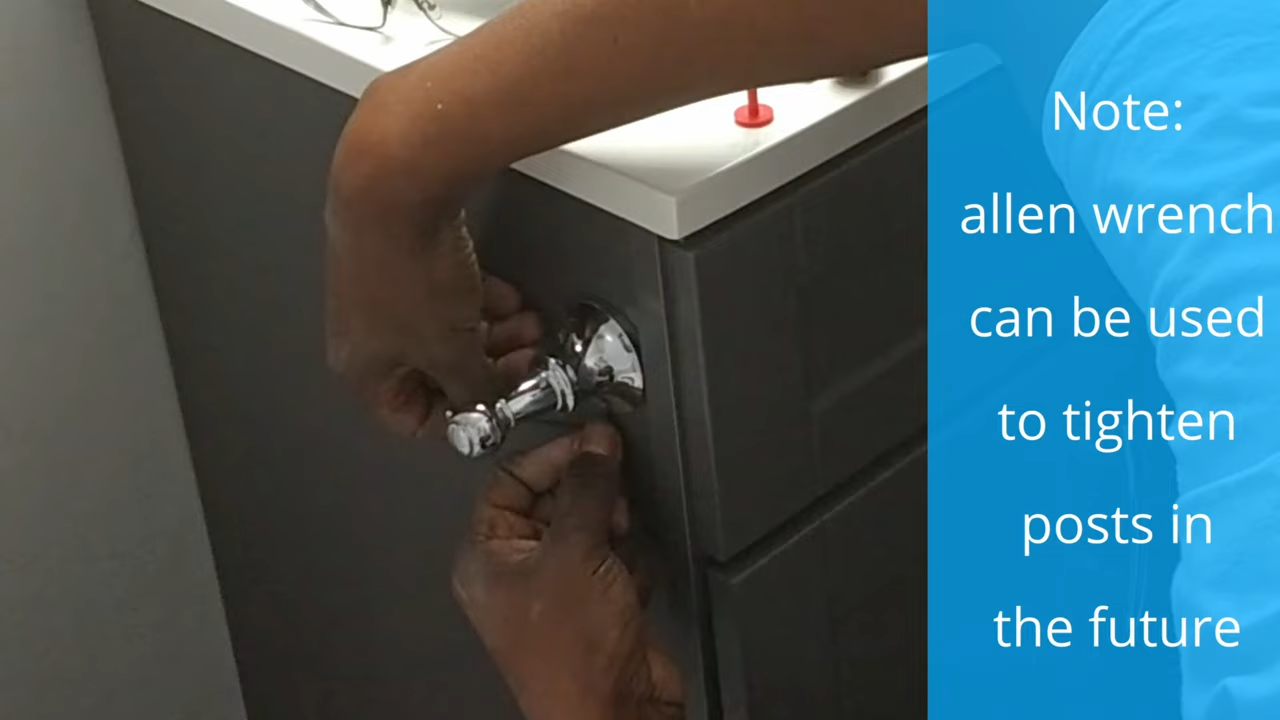 Note:
allen wrench
can be used
to tighten
posts in
the future